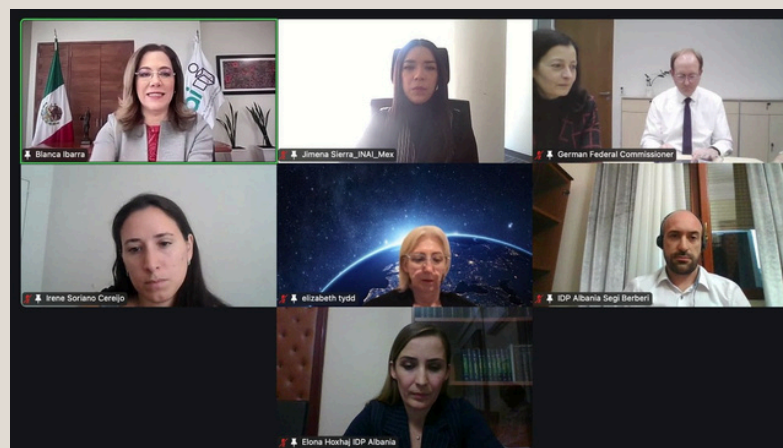 Blanca Ibarra
Jimena Sierra_INAI_Mex
German Federal Commissioner
Irene Soriano Cereijo
elizabeth tydd
IDP Albania Segi Berberi
Elona Hoxhaj IDP Albania